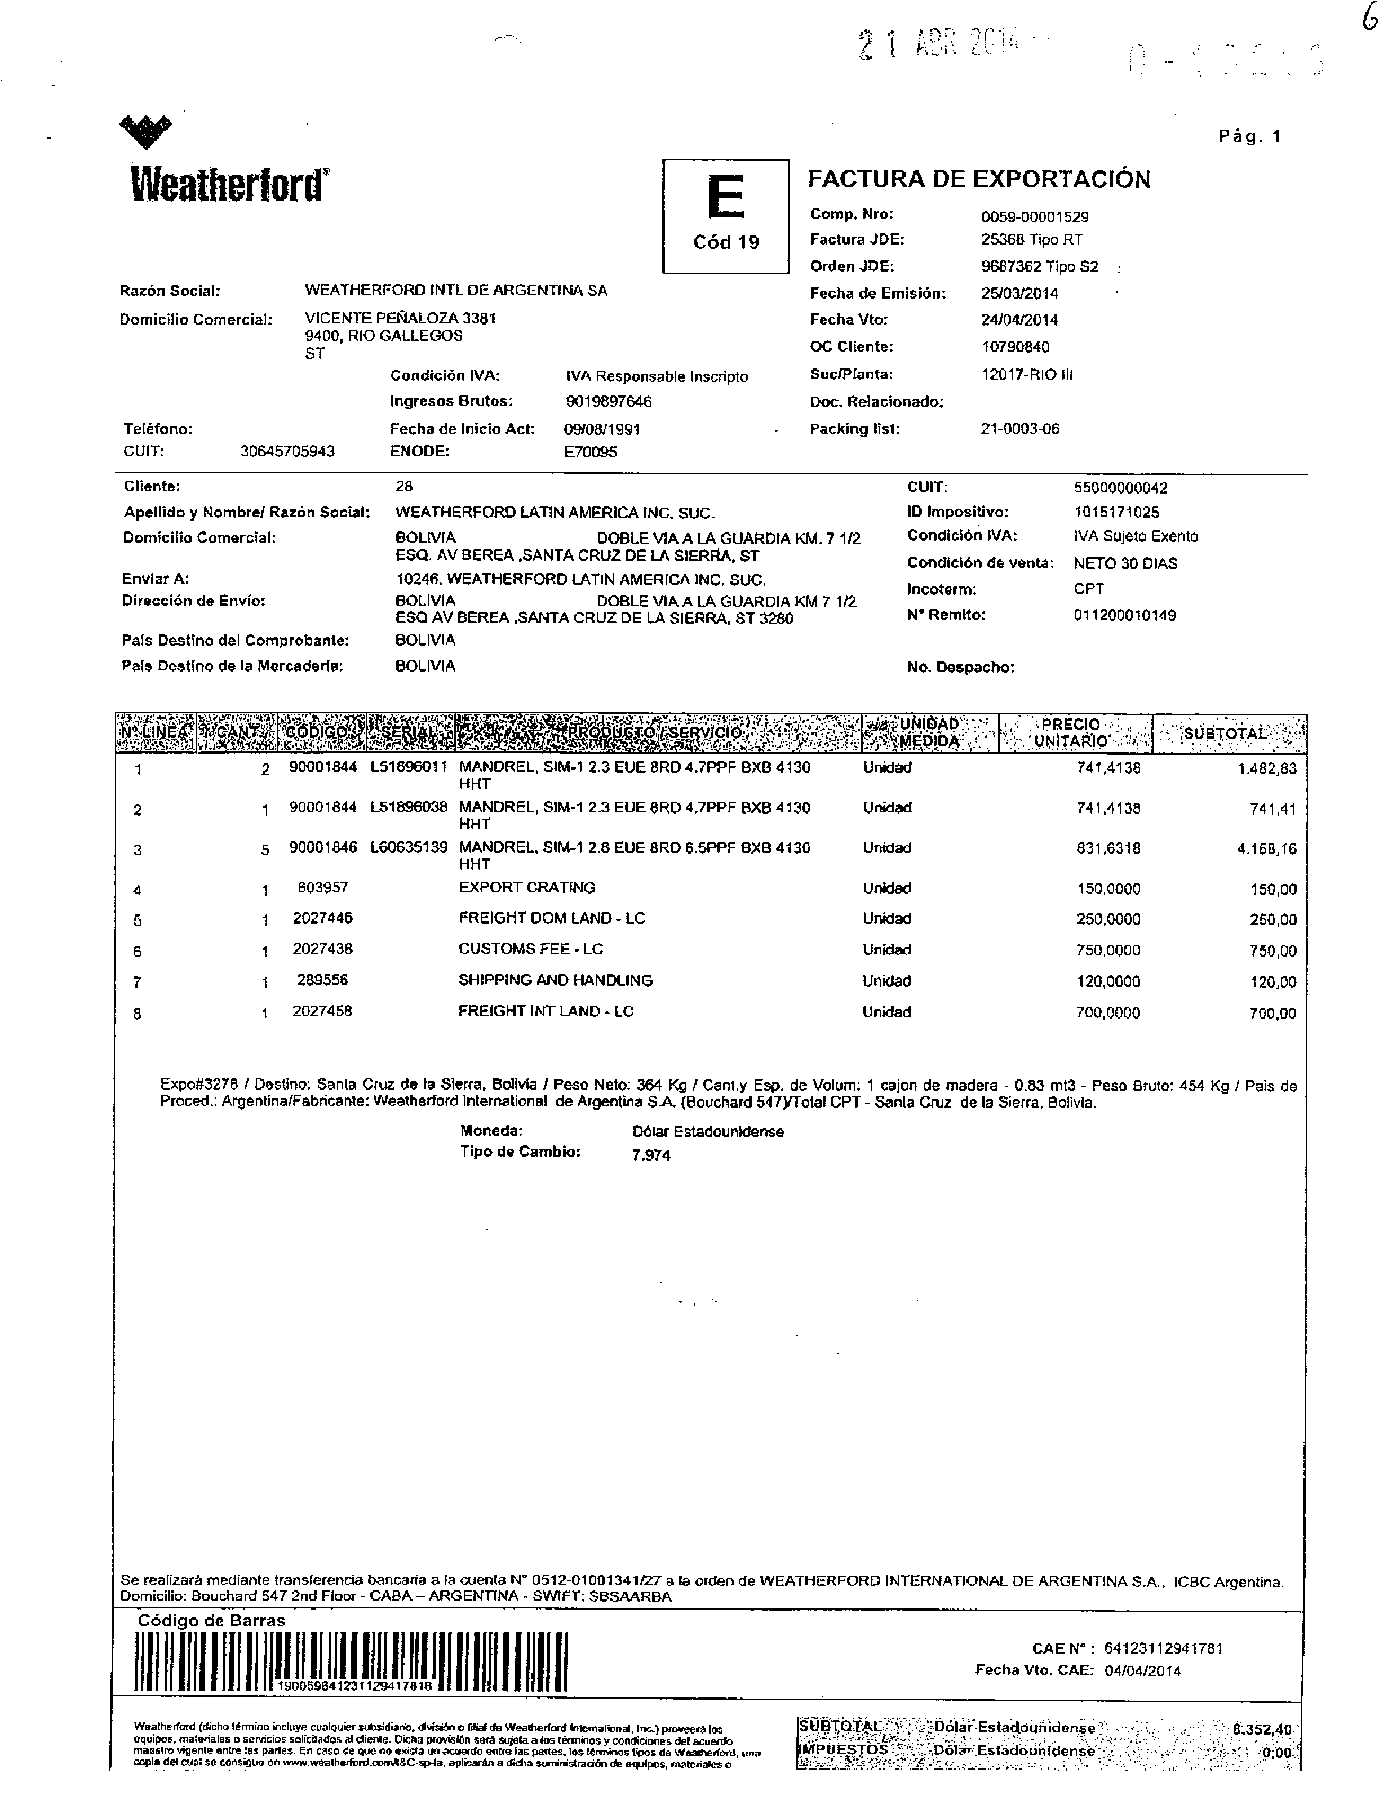 6
21 ABR 2014
Pág. 1
Weatherford
E
Cód 19
FACTURA DE EXPORTACIÓN
Comp. Nro: 0059-00001529
Factura JDE: 25368 Tipo RT
Orden JDE: 9687362 Tipo S2
Razón Social: WEATHERFORD INTL DE ARGENTINA SA
Fecha de Emisión: 25/03/2014
Domicilio Comercial: VICENTE PEÑALOZA 3381
Fecha Vto: 24/04/2014
9400, RIO GALLEGOS
ST
OC Cliente: 10790840
Condición IVA: IVA Responsable Inscripto
Suc/Planta: 12017-RIO III
Ingresos Brutos: 9019897646
Doc. Relacionado:
Teléfono: Fecha de Inicio Act: 09/08/1991
Packing list: 21-0003-06
CUIT: 30645705943 ENODE: E70095
Cliente: 28 CUIT: 55000000042
Apellido y Nombre/ Razón Social: WEATHERFORD LATIN AMERICA INC. SUC. ID Impositivo: 1015171025
Domicilio Comercial: BOLIVIA DOBLE VIA A LA GUARDIA KM. 7 1/2 Condición IVA: IVA Sujeto Exento
ESQ. AV BEREA ,SANTA CRUZ DE LA SIERRA, ST
Condición de venta: NETO 30 DIAS
Enviar A: 10246, WEATHERFORD LATIN AMERICA INC. SUC.
Incoterm: CPT
Dirección de Envío: BOLIVIA DOBLE VIA A LA GUARDIA KM 7 1/2
ESQ AV BEREA ,SANTA CRUZ DE LA SIERRA, ST 3280 N° Remito: 011200010149
País Destino del Comprobante: BOLIVIA
País Destino de la Mercadería: BOLIVIA No. Despacho:
N° LINEA CANT. CODIGO SERIAL PRODUCTO / SERVICIO UNIDAD MEDIDA PRECIO UNITARIO SUBTOTAL
1 2 90001844 L51896011 MANDREL, SIM-1 2.3 EUE 8RD 4.7PPF BXB 4130 Unidad 741,4138 1.482,83
HHT
2 1 90001844 L51896038 MANDREL, SIM-1 2.3 EUE 8RD 4.7PPF BXB 4130 Unidad 741,4138 741,41
HHT
3 5 90001846 L60635139 MANDREL, SIM-1 2.8 EUE 8RD 6.5PPF BXB 4130 Unidad 831,6318 4.158,16
HHT
4 1 803957 EXPORT CRATING Unidad 150,0000 150,00
5 1 2027446 FREIGHT DOM LAND - LC Unidad 250,0000 250,00
6 1 2027438 CUSTOMS FEE - LC Unidad 750,0000 750,00
7 1 289556 SHIPPING AND HANDLING Unidad 120,0000 120,00
8 1 2027458 FREIGHT INT LAND - LC Unidad 700,0000 700,00
Expo#3278 / Destino: Santa Cruz de la Sierra, Bolivia / Peso Neto: 364 Kg / Cant.y Esp. de Volum: 1 cajon de madera - 0.83 mt3 - Peso Bruto: 454 Kg / Pais de
Proced.: Argentina/Fabricante: Weatherford International de Argentina S.A. (Bouchard 547)/Total CPT - Santa Cruz de la Sierra, Bolivia.
Moneda: Dólar Estadounidense
Tipo de Cambio: 7.974
Se realizará mediante transferencia bancaria a la cuenta N° 0512-01001341/27 a la orden de WEATHERFORD INTERNATIONAL DE ARGENTINA S.A., ICBC Argentina.
Domicilio: Bouchard 547 2nd Floor - CABA – ARGENTINA - SWIFT: SBSAARBA
Código de Barras
CAE N° : 64123112941781
Fecha Vto. CAE: 04/04/2014
Weatherford (dicho término incluye cualquier subsidiario, división o filial de Weatherford International, Inc.) proveerá los
equipos, materiales o servicios solicitados al cliente. Dicha provisión será sujeta a los términos y condiciones del acuerdo
maestro vigente entre las partes. En caso de que no exista un acuerdo entre las partes, los términos tipos de Weatherford, una
copia del cual se consigue en www.weatherford.com/t&C-sp-la, aplicarán a dicha suministración de equipos, materiales o
SUBTOTAL Dólar Estadounidense 6.352,40
IMPUESTOS Dólar Estadounidense 0,00